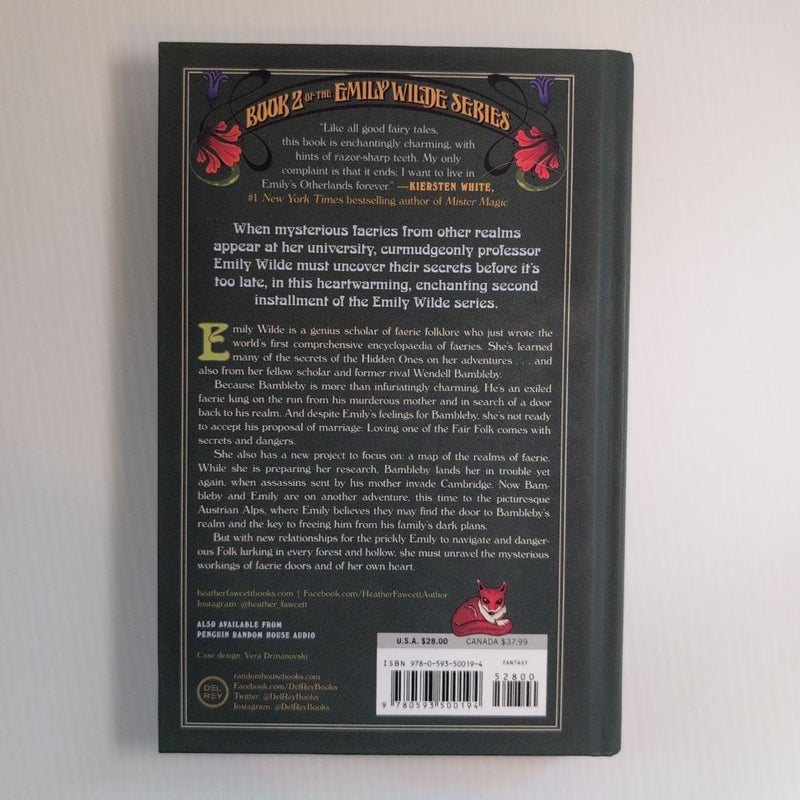 BOOK 2 OF THE EMILY WILDE SERIES
"Like all good fairy tales,
this book is enchantingly charming, with
hints of razor-sharp teeth. My only
complaint is that it ends: I want to live in
Emily's Otherlands forever." —KIERSTEN WHITE,
#1 New York Times bestselling author of Mister Magic
When mysterious faeries from other realms
appear at her university, curmudgeonly professor
Emily Wilde must uncover their secrets before it's
too late, in this heartwarming, enchanting second
installment of the Emily Wilde series.
Emily Wilde is a genius scholar of faerie folklore who just wrote the
world's first comprehensive encyclopaedia of faeries. She's learned
many of the secrets of the Hidden Ones on her adventures . . . and
also from her fellow scholar and former rival Wendell Bambleby.
Because Bambleby is more than infuriatingly charming. He's an exiled
faerie king on the run from his murderous mother and in search of a door
back to his realm. And despite Emily's feelings for Bambleby, she's not ready
to accept his proposal of marriage: Loving one of the Fair Folk comes with
secrets and dangers.
She also has a new project to focus on: a map of the realms of faerie.
While she is preparing her research, Bambleby lands her in trouble yet
again, when assassins sent by his mother invade Cambridge. Now Bam-
bleby and Emily are on another adventure, this time to the picturesque
Austrian Alps, where Emily believes they may find the door to Bambleby's
realm and the key to freeing him from his family's dark plans.
But with new relationships for the prickly Emily to navigate and danger-
ous Folk lurking in every forest and hollow, she must unravel the mysterious
workings of faerie doors and of her own heart.
heatherfawcettbooks.com | Facebook.com/HeatherFawcettAuthor
Instagram: @heather_fawcett
ALSO AVAILABLE FROM
PENGUIN RANDOM HOUSE AUDIO
Case design: Vera Drmanovski
DEL REY
randomhousebooks.com
Facebook.com/DelReyBooks
Twitter: @DelReyBooks
Instagram: @DelReyBooks
U.S.A. $28.00 CANADA $37.99
ISBN 978-0-593-50019-4 FANTASY
52800
9 780593 500194